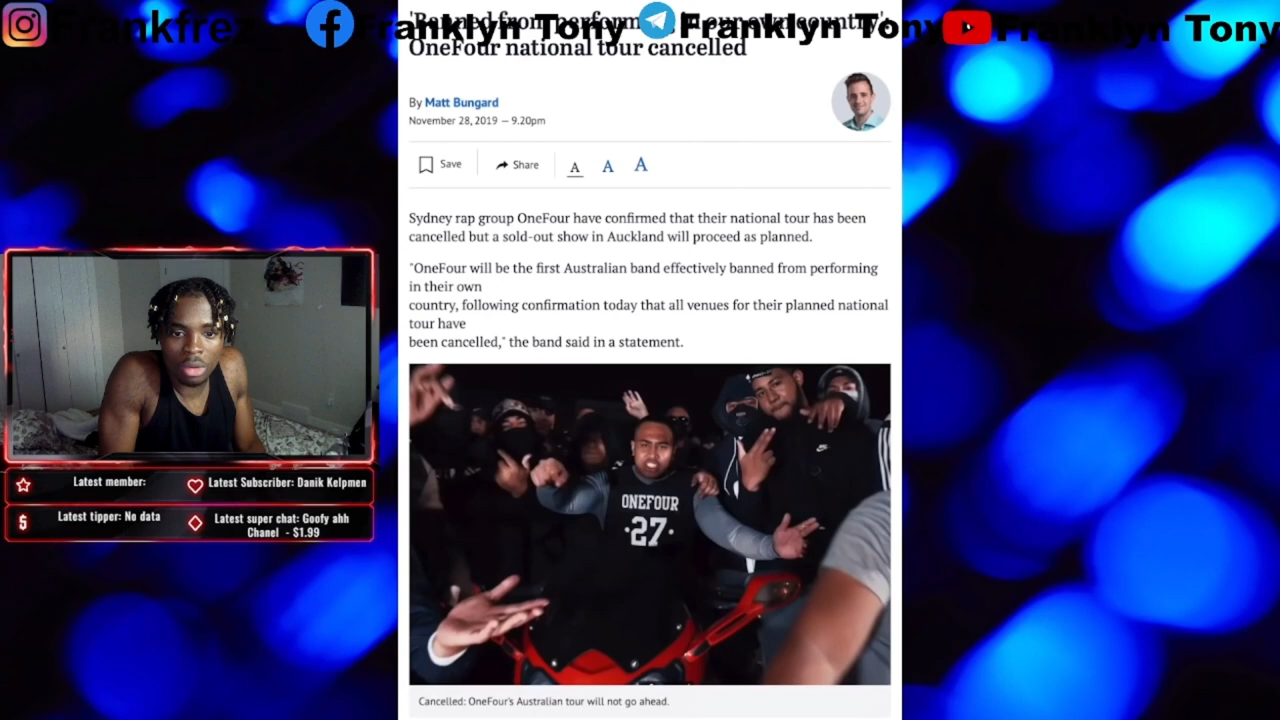 Frankfrez
Franklyn Tony
Franklyn Tony
Franklyn Tony
OneFour national tour cancelled
By Matt Bungard
November 28, 2019 — 9.20pm
Save
Share
A A A
Sydney rap group OneFour have confirmed that their national tour has been
cancelled but a sold-out show in Auckland will proceed as planned.
"OneFour will be the first Australian band effectively banned from performing
in their own
country, following confirmation today that all venues for their planned national
tour have
been cancelled," the band said in a statement.
ONEFOUR
·27·
Cancelled: OneFour's Australian tour will not go ahead.
Latest member:
Latest Subscriber: Danik Kelpmen
Latest tipper: No data
Latest super chat: Goofy ahh
Chanel - $1.99